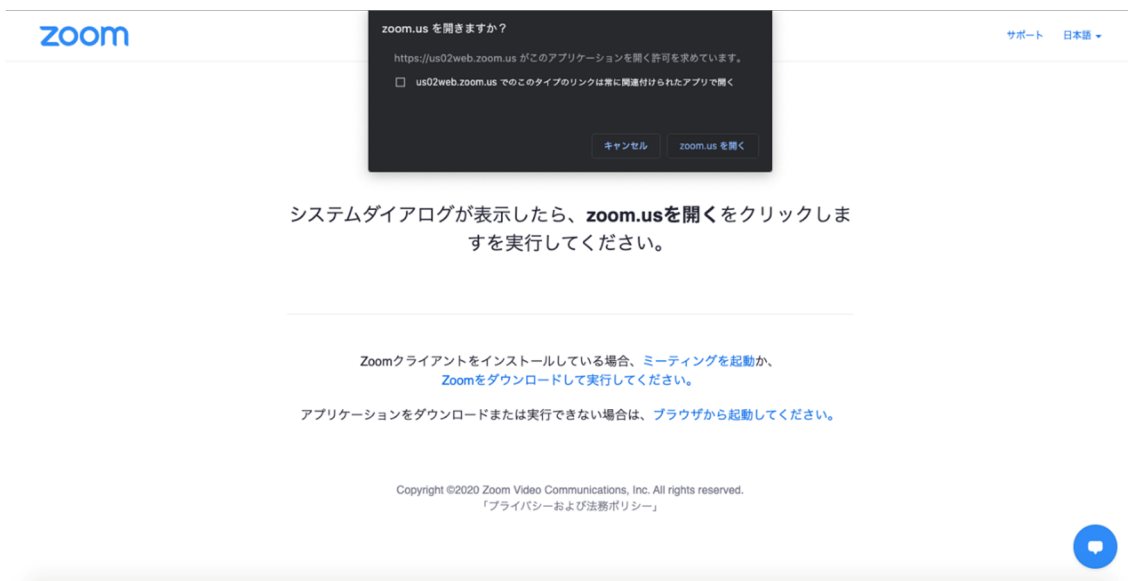 zoom
サポート 日本語
zoom.us を開きますか？
https://us02web.zoom.us がこのアプリケーションを開く許可を求めています。
us02web.zoom.us でのこのタイプのリンクは常に関連付けられたアプリで開く
キャンセル zoom.us を開く
システムダイアログが表示したら、zoom.usを開くをクリックしま
すを実行してください。
Zoomクライアントをインストールしている場合、ミーティングを起動か、
Zoomをダウンロードして実行してください。
アプリケーションをダウンロードまたは実行できない場合は、ブラウザから起動してください。
Copyright ©2020 Zoom Video Communications, Inc. All rights reserved.
「プライバシーおよび法務ポリシー」